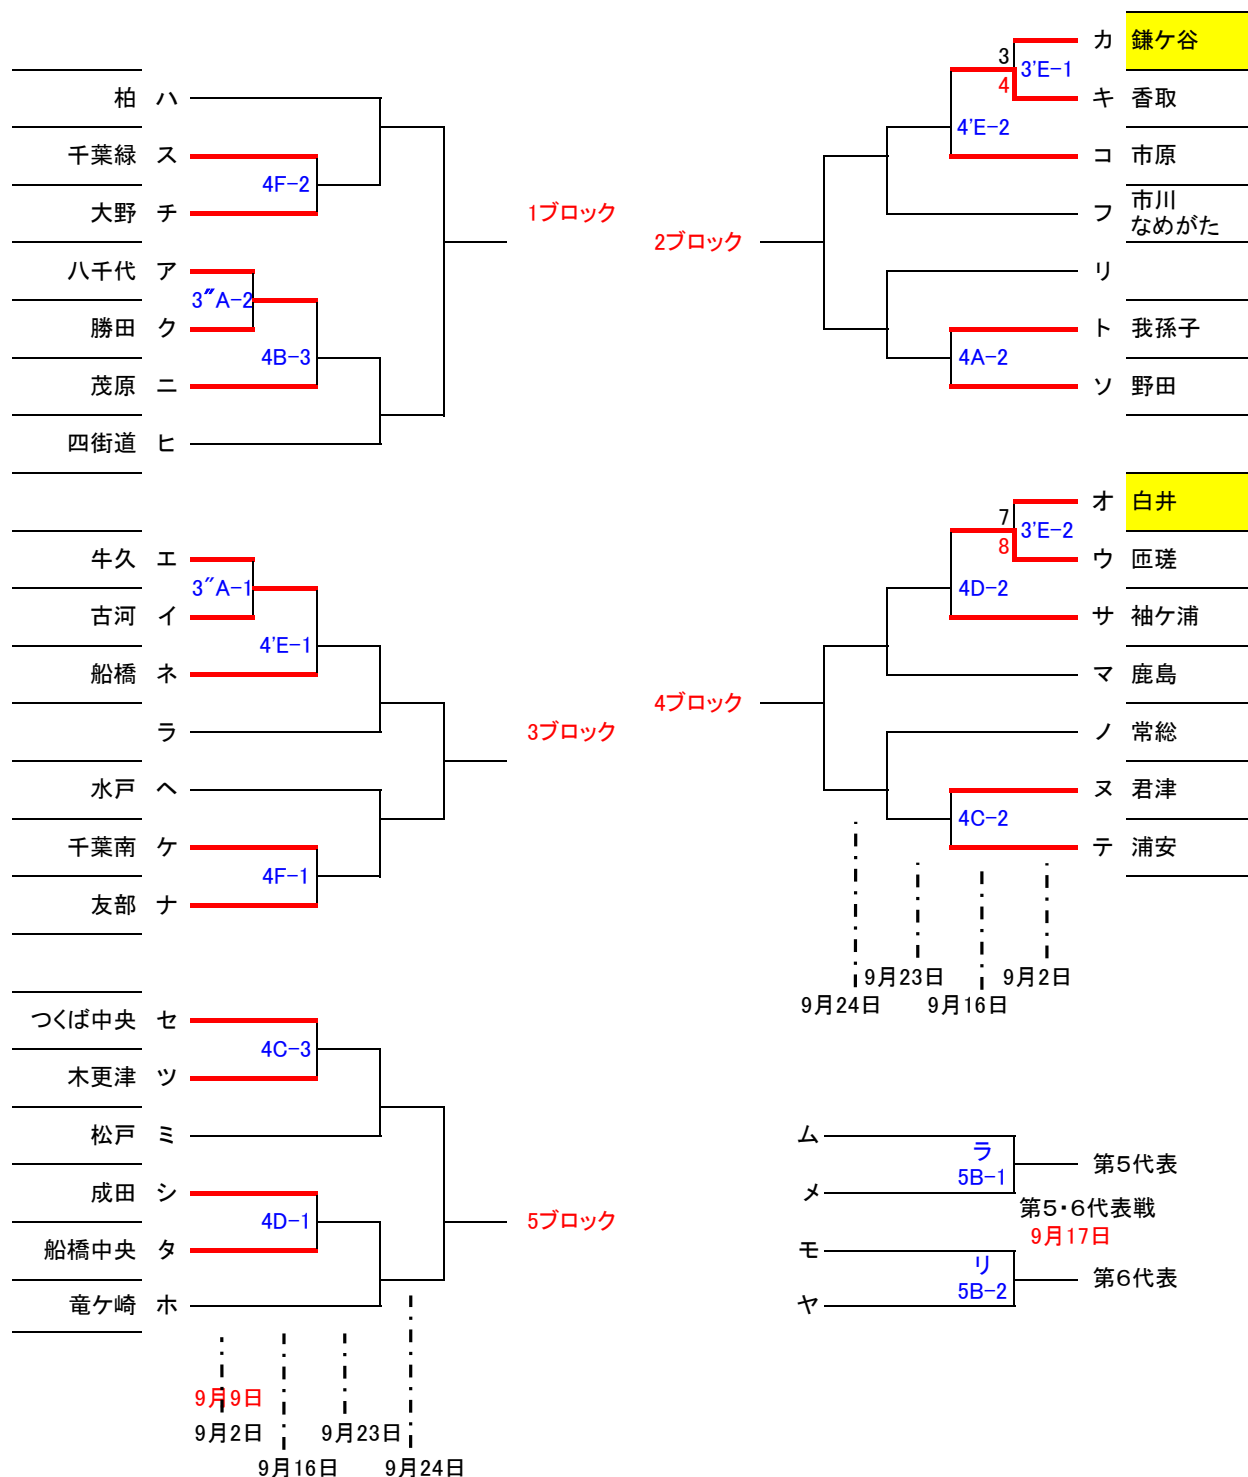 柏 ハ
千葉緑 ス
4F-2
大野 チ
1ブロック
八千代 ア
3"A-2
勝田 ク
4B-3
茂原 ニ
四街道 ヒ
カ 鎌ケ谷
3
3'E-1
4
キ 香取
4'E-2
コ 市原
フ 市川
なめがた
2ブロック
リ
ト 我孫子
4A-2
ソ 野田
牛久 エ
3"A-1
古河 イ
4'E-1
船橋 ネ
ラ
3ブロック
水戸 ヘ
千葉南 ケ
4F-1
友部 ナ
オ 白井
7
3'E-2
8
ウ 匝瑳
4D-2
サ 袖ケ浦
マ 鹿島
4ブロック
ノ 常総
ヌ 君津
4C-2
テ 浦安
9月23日 9月2日
9月24日 9月16日
つくば中央 セ
4C-3
木更津 ツ
松戸 ミ
成田 シ
4D-1
5ブロック
船橋中央 タ
竜ケ崎 ホ
9月9日
9月2日 9月23日
9月16日 9月24日
ム
ラ
5B-1
第5代表
メ
第5・6代表戦
9月17日
モ
リ
5B-2
第6代表
ヤ